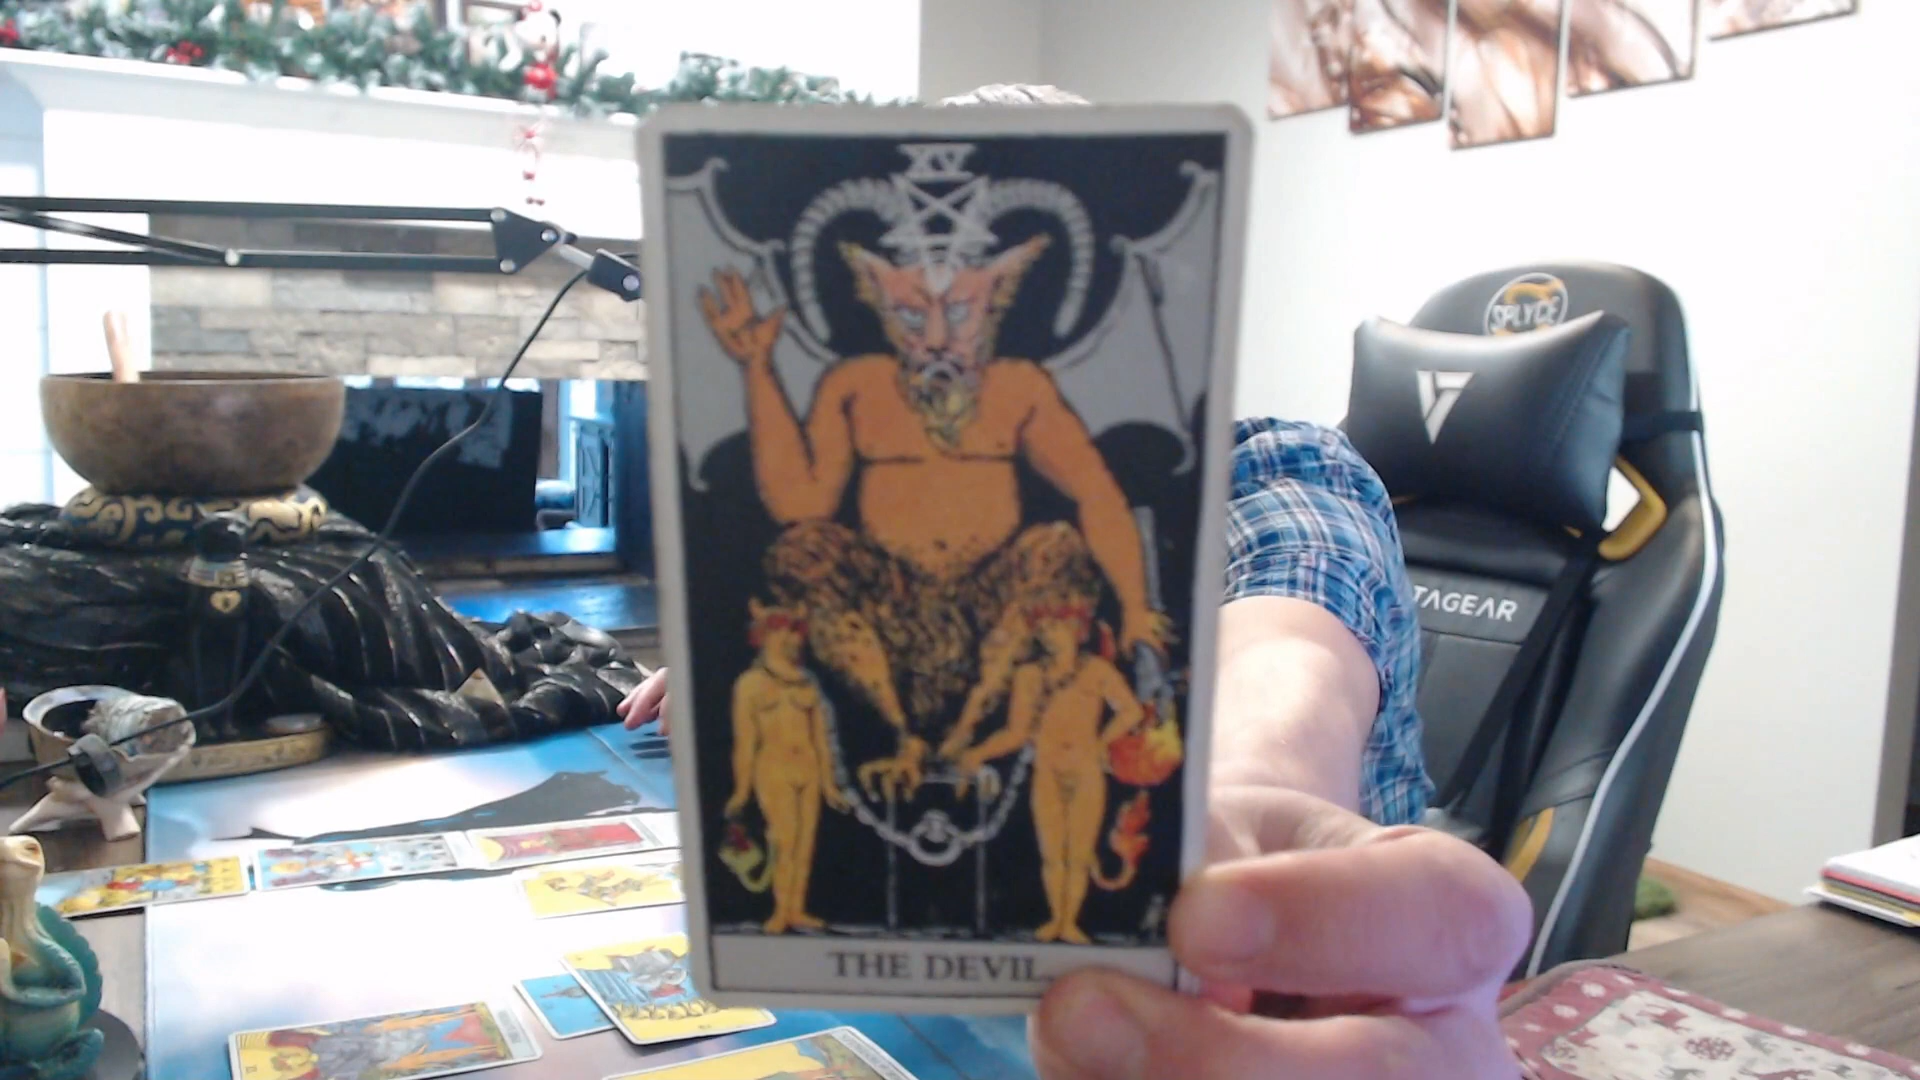 XV
THE DEVIL.
SPLYCE
TAGEAR